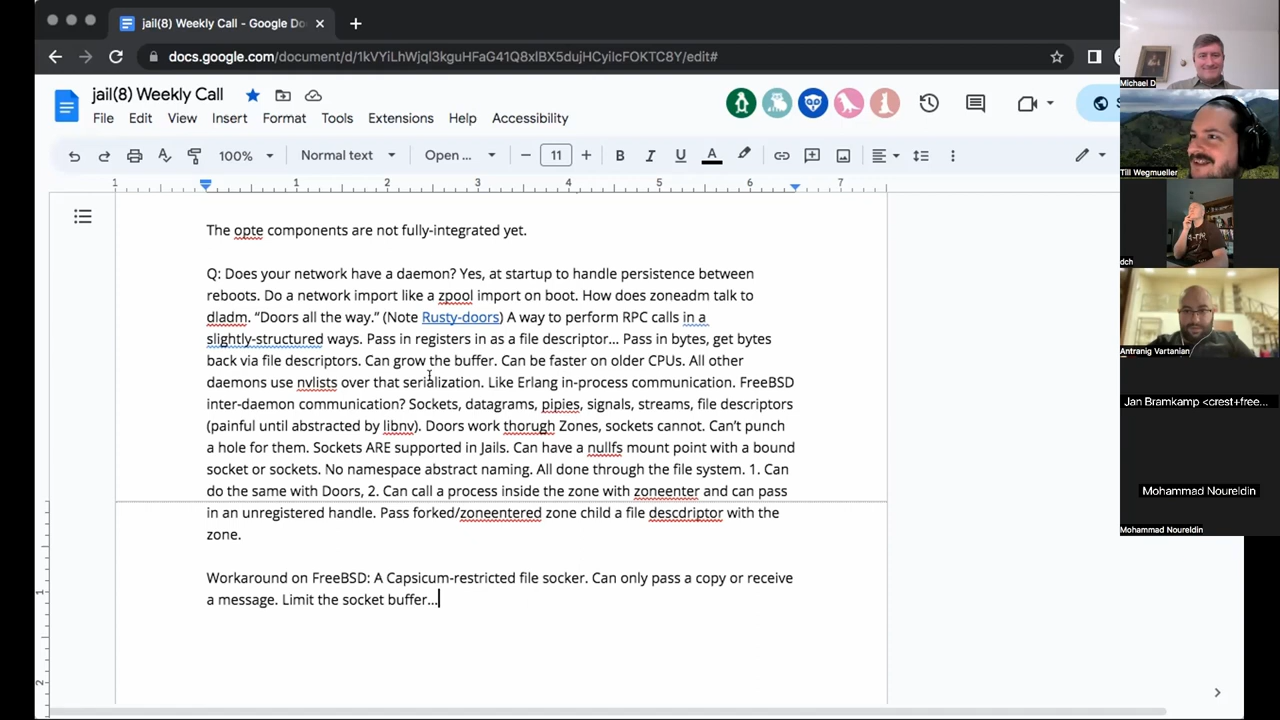 jail(8) Weekly Call - Google Do
docs.google.com/document/d/1kVYiLhWjqI3kguHFaG41Q8xIBX5dujHCyiIcFOKTC8Y/edit#
jail(8) Weekly Call
File Edit View Insert Format Tools Extensions Help Accessibility
100% Normal text Open ... 11
1 1 2 3 4 5 6 7
The opte components are not fully-integrated yet.
Q: Does your network have a daemon? Yes, at startup to handle persistence between
reboots. Do a network import like a zpool import on boot. How does zoneadm talk to
dladm. “Doors all the way.” (Note Rusty-doors) A way to perform RPC calls in a
slightly-structured ways. Pass in registers in as a file descriptor... Pass in bytes, get bytes
back via file descriptors. Can grow the buffer. Can be faster on older CPUs. All other
daemons use nvlists over that serialization. Like Erlang in-process communication. FreeBSD
inter-daemon communication? Sockets, datagrams, pipies, signals, streams, file descriptors
(painful until abstracted by libnv). Doors work thorugh Zones, sockets cannot. Can’t punch
a hole for them. Sockets ARE supported in Jails. Can have a nullfs mount point with a bound
socket or sockets. No namespace abstract naming. All done through the file system. 1. Can
do the same with Doors, 2. Can call a process inside the zone with zoneenter and can pass
in an unregistered handle. Pass forked/zoneentered zone child a file descdriptor with the
zone.
Workaround on FreeBSD: A Capsicum-restricted file socker. Can only pass a copy or receive
a message. Limit the socket buffer...
1
2
Michael D
Till Wegmueller
dch
Antranig Vartanian
Jan Bramkamp <crest+free...
Mohammad Noureldin
Mohammad Noureldin